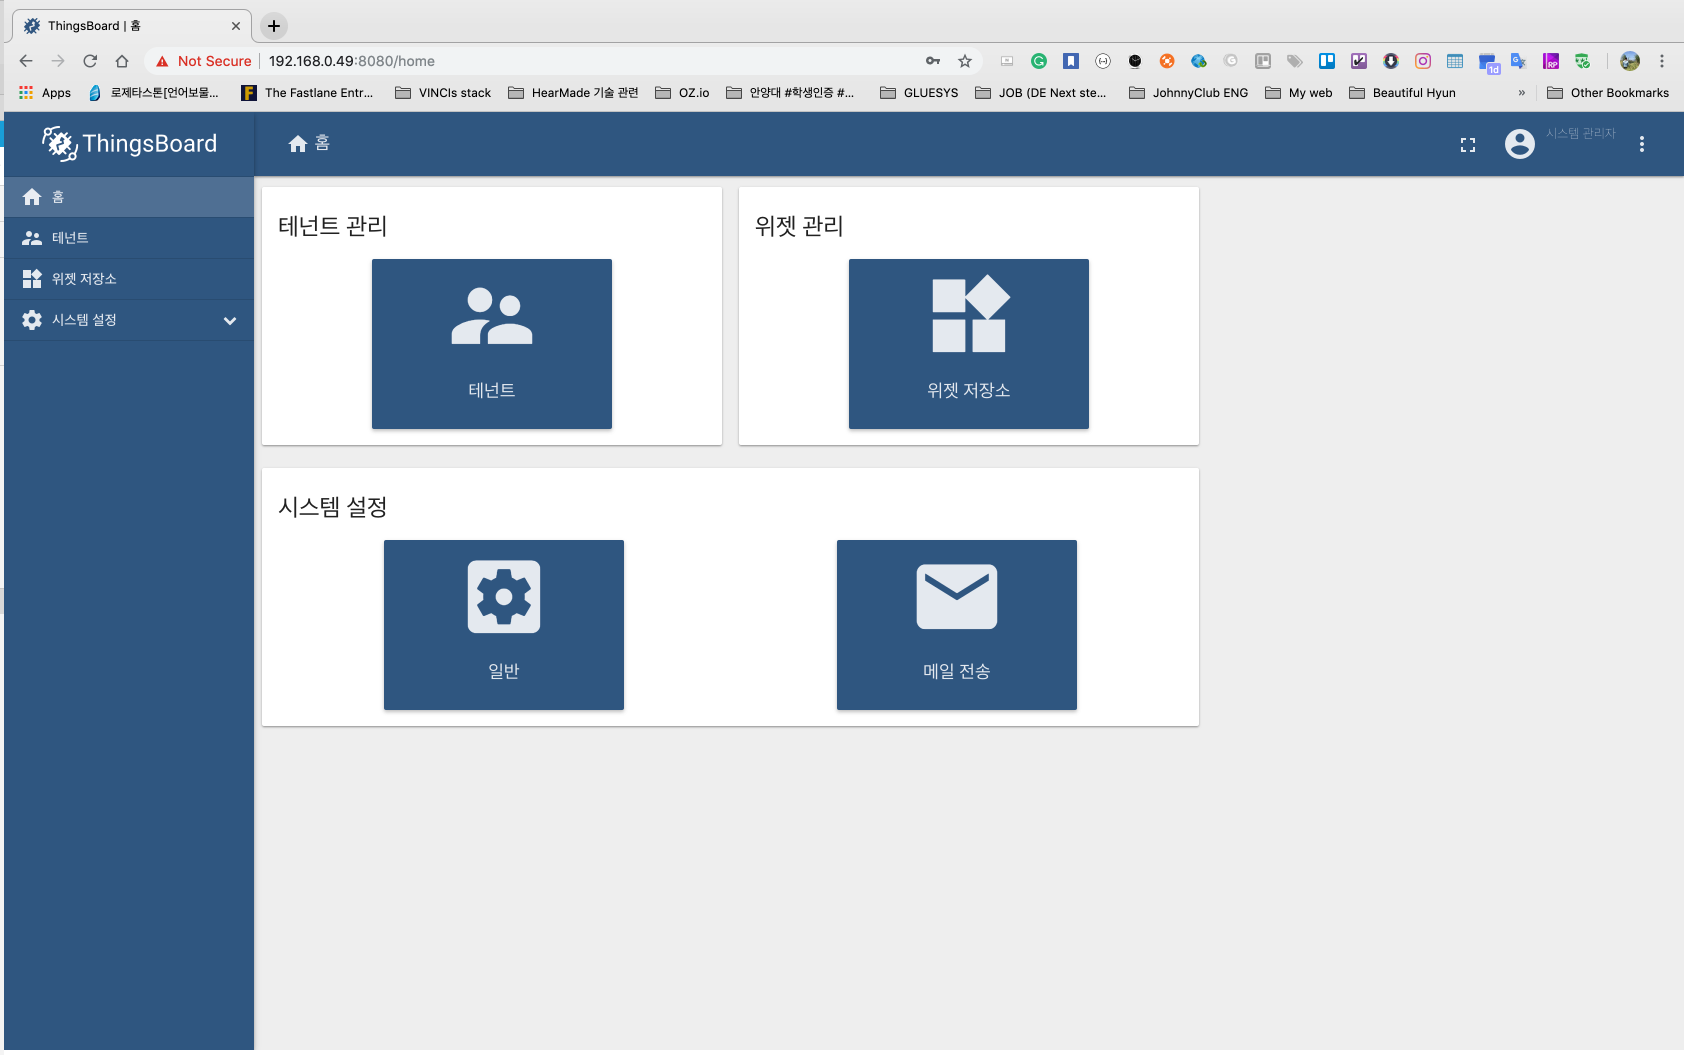 ThingsBoard | 홈
Not Secure
192.168.0.49:8080/home
1d
RP
Apps
로제타스톤[언어보물...
The Fastlane Entr...
VINCIs stack
HearMade 기술 관련
OZ.io
안양대 #학생인증 #...
GLUESYS
JOB (DE Next ste...
JohnnyClub ENG
My web
Beautiful Hyun
»
Other Bookmarks
ThingsBoard
홈
시스템 관리자
홈
테넌트
위젯 저장소
시스템 설정
테넌트 관리
테넌트
위젯 관리
위젯 저장소
시스템 설정
일반
메일 전송